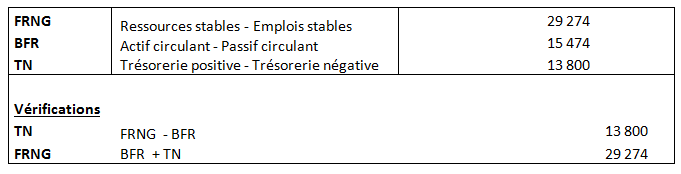 FRNG Ressources stables - Emplois stables 29 274
BFR Actif circulant - Passif circulant 15 474
TN Trésorerie positive - Trésorerie négative 13 800
Vérifications
TN FRNG - BFR 13 800
FRNG BFR + TN 29 274